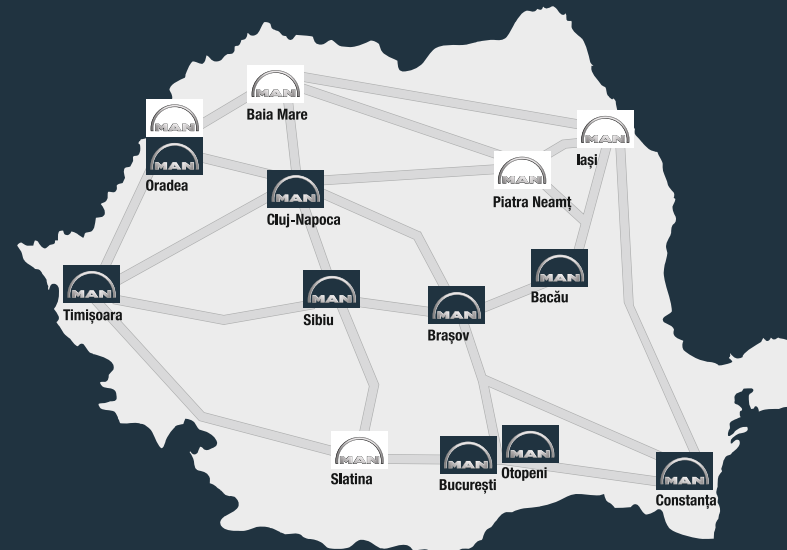 MAN
Baia Mare
MAN
MAN
Oradea
MAN
Iași
MAN
Piatra Neamț
MAN
Cluj-Napoca
MAN
Timișoara
MAN
Sibiu
MAN
Brașov
MAN
Bacău
MAN
Slatina
MAN
București
MAN
Otopeni
MAN
Constanța